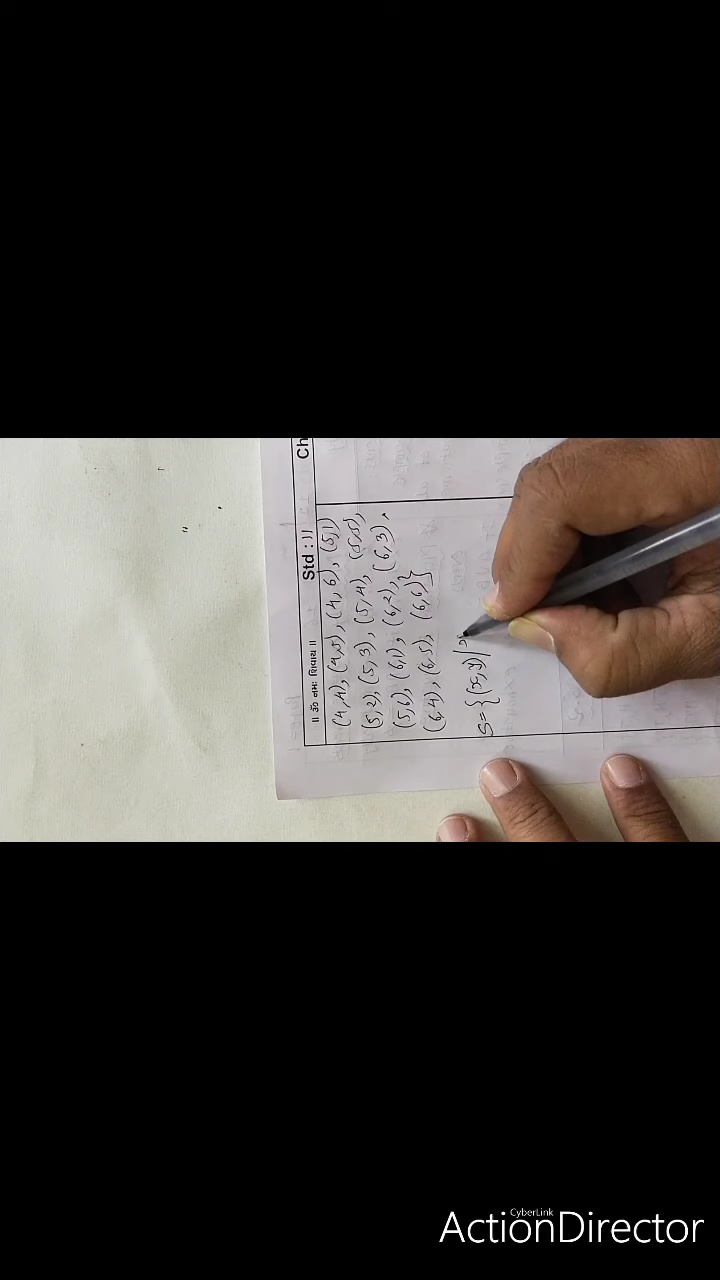 ॥ ॐ नमः शिवाय ॥
Std : 11
Ch
(4,4), (4,5), (4,6), (5,1)
(5,2), (5,3), (5,4), (5,5),
(5,6), (6,1), (6,2), (6,3),
(6,4), (6,5), (6,6)}
S={(x,y)/x
CyberLink
ActionDirector